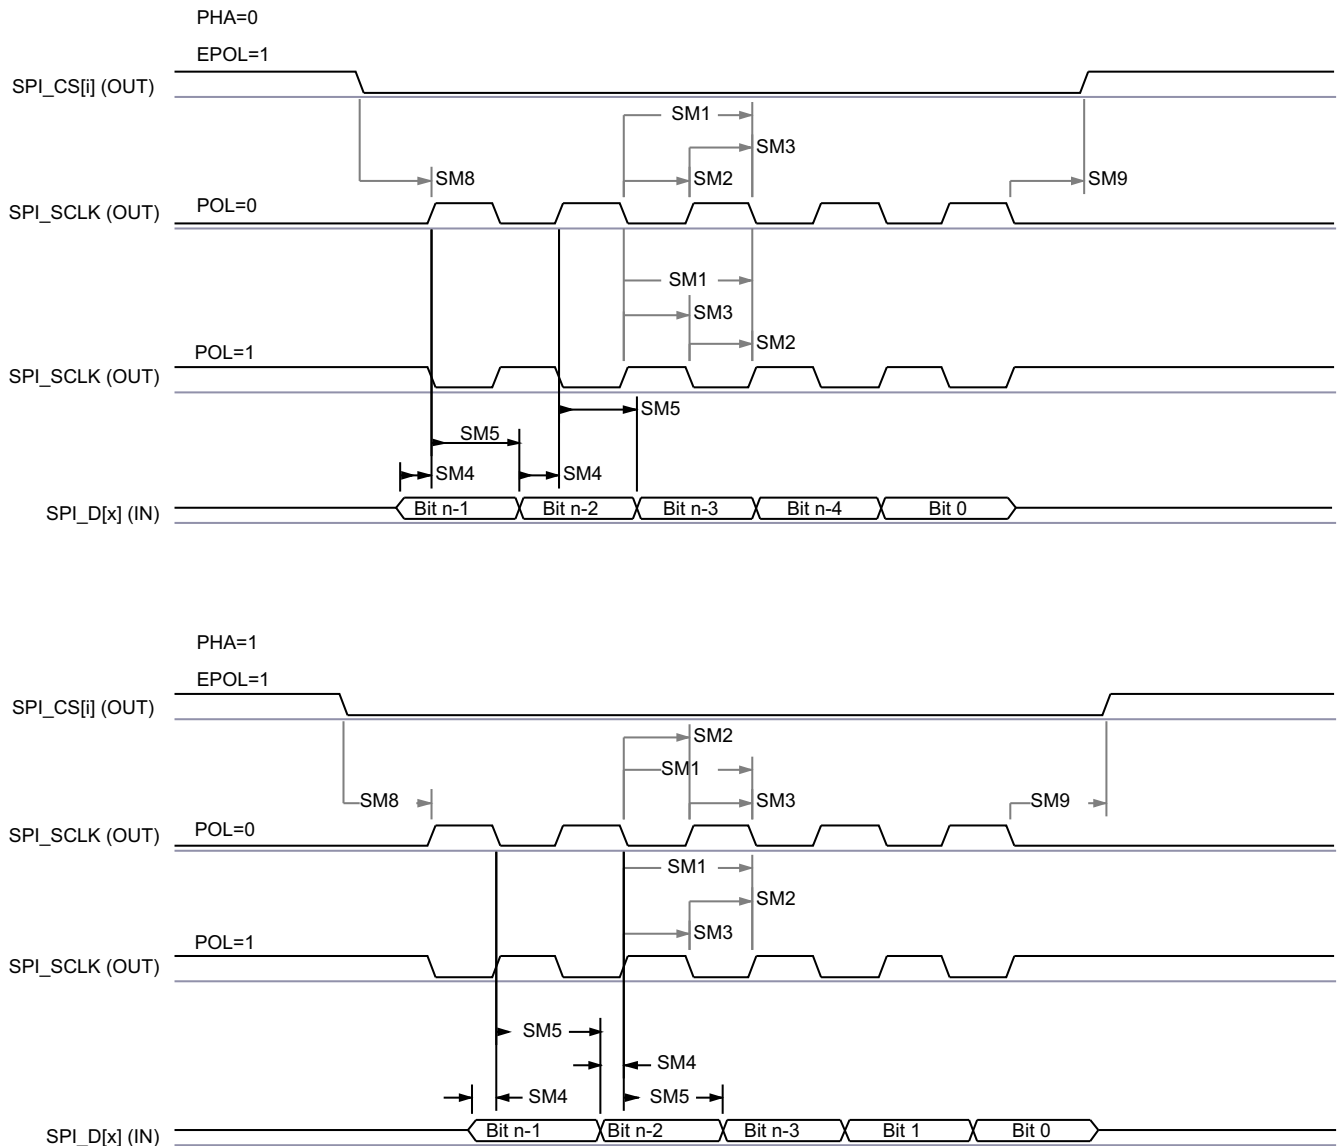 PHA=0
EPOL=1
SPI_CS[i] (OUT)
SM1
SM3
SM8
SM2
SM9
SPI_SCLK (OUT)
POL=0
SM1
SM3
SM2
POL=1
SPI_SCLK (OUT)
SM5
SM5
SM4
SM4
SPI_D[x] (IN)
Bit n-1
Bit n-2
Bit n-3
Bit n-4
Bit 0
PHA=1
EPOL=1
SPI_CS[i] (OUT)
SM2
SM1
SM8
SM3
SM9
SPI_SCLK (OUT)
POL=0
SM1
SM2
SM3
POL=1
SPI_SCLK (OUT)
SM5
SM4
SM4
SM5
SPI_D[x] (IN)
Bit n-1
Bit n-2
Bit n-3
Bit 1
Bit 0